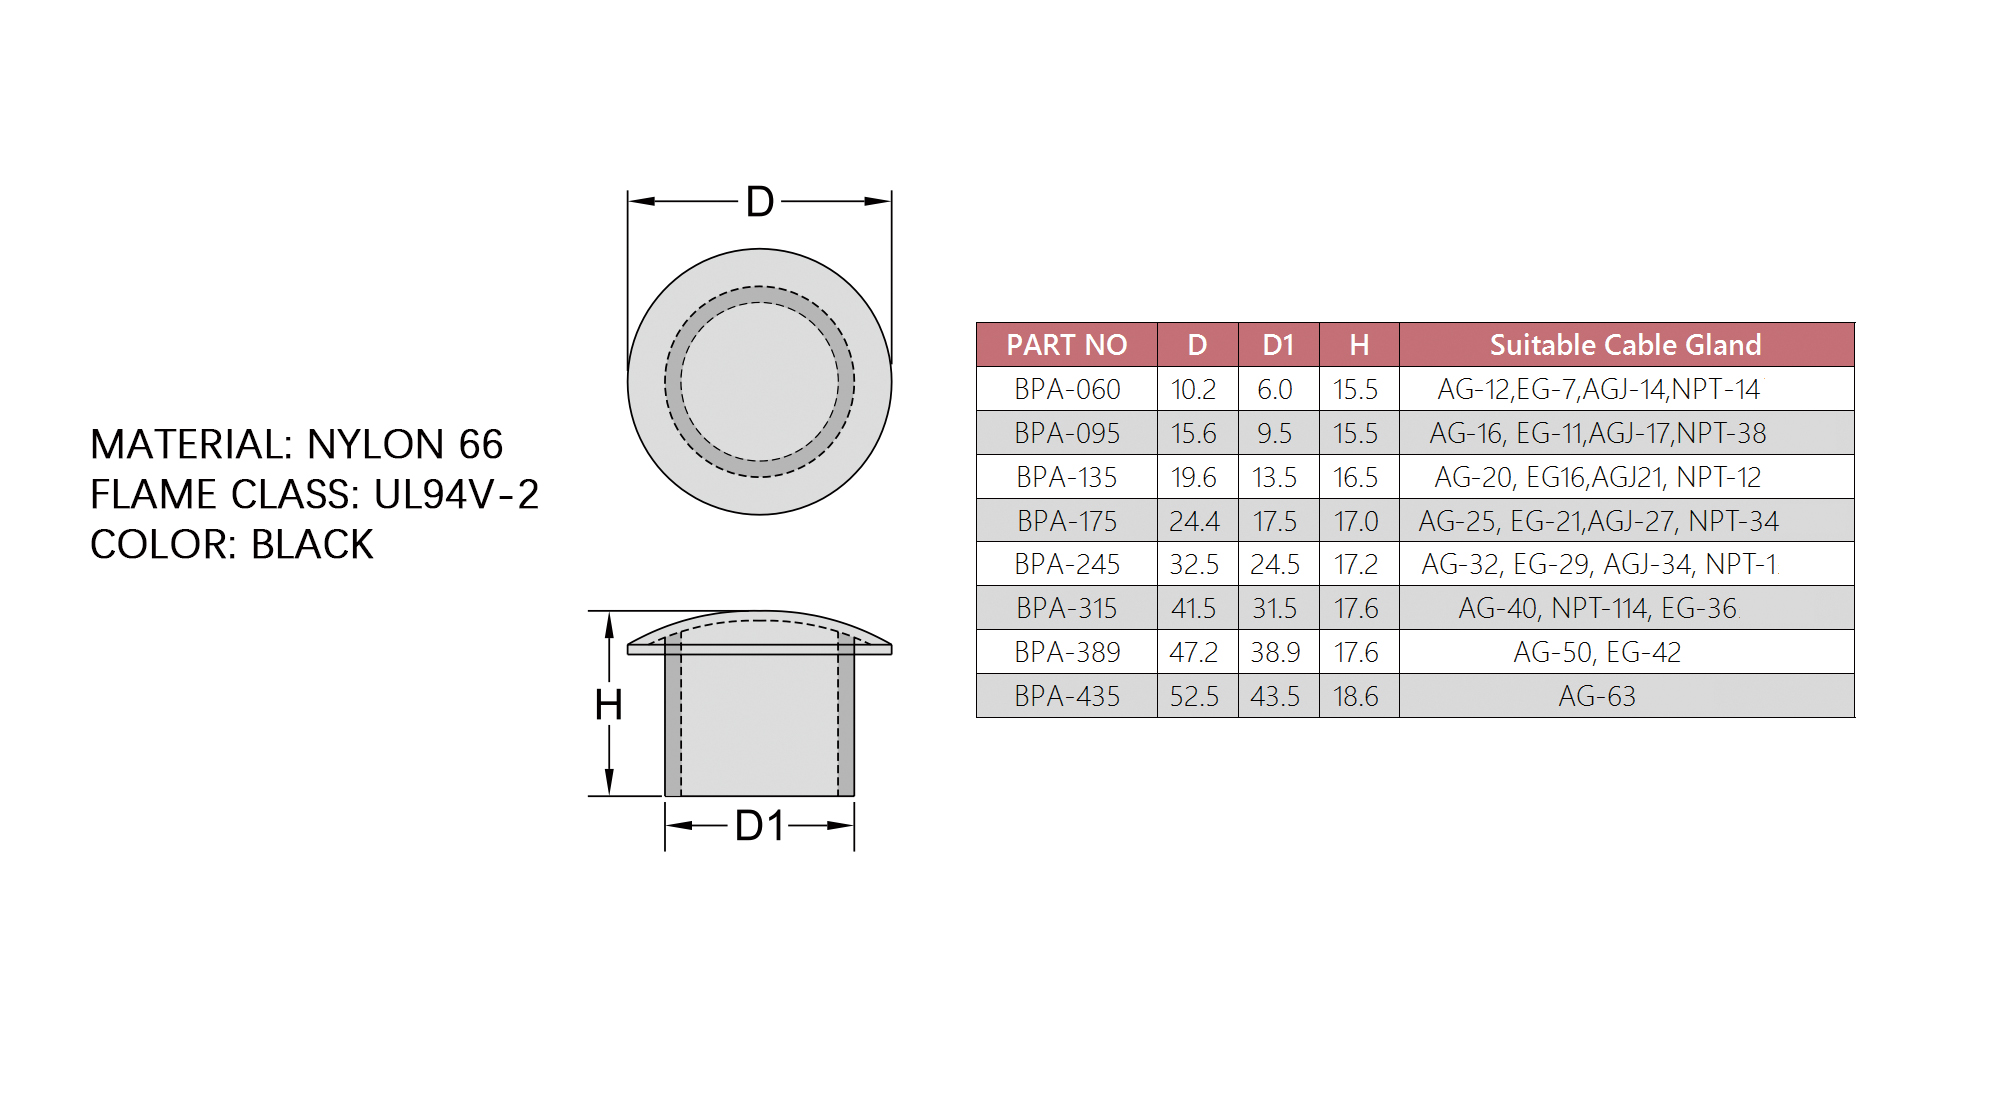 MATERIAL: NYLON 66
FLAME CLASS: UL94V-2
COLOR: BLACK
D
H
D1
PART NO D D1 H Suitable Cable Gland
BPA-060 10.2 6.0 15.5 AG-12,EG-7,AGJ-14,NPT-14
BPA-095 15.6 9.5 15.5 AG-16, EG-11,AGJ-17,NPT-38
BPA-135 19.6 13.5 16.5 AG-20, EG16,AGJ21, NPT-12
BPA-175 24.4 17.5 17.0 AG-25, EG-21,AGJ-27, NPT-34
BPA-245 32.5 24.5 17.2 AG-32, EG-29, AGJ-34, NPT-1
BPA-315 41.5 31.5 17.6 AG-40, NPT-114, EG-36
BPA-389 47.2 38.9 17.6 AG-50, EG-42
BPA-435 52.5 43.5 18.6 AG-63